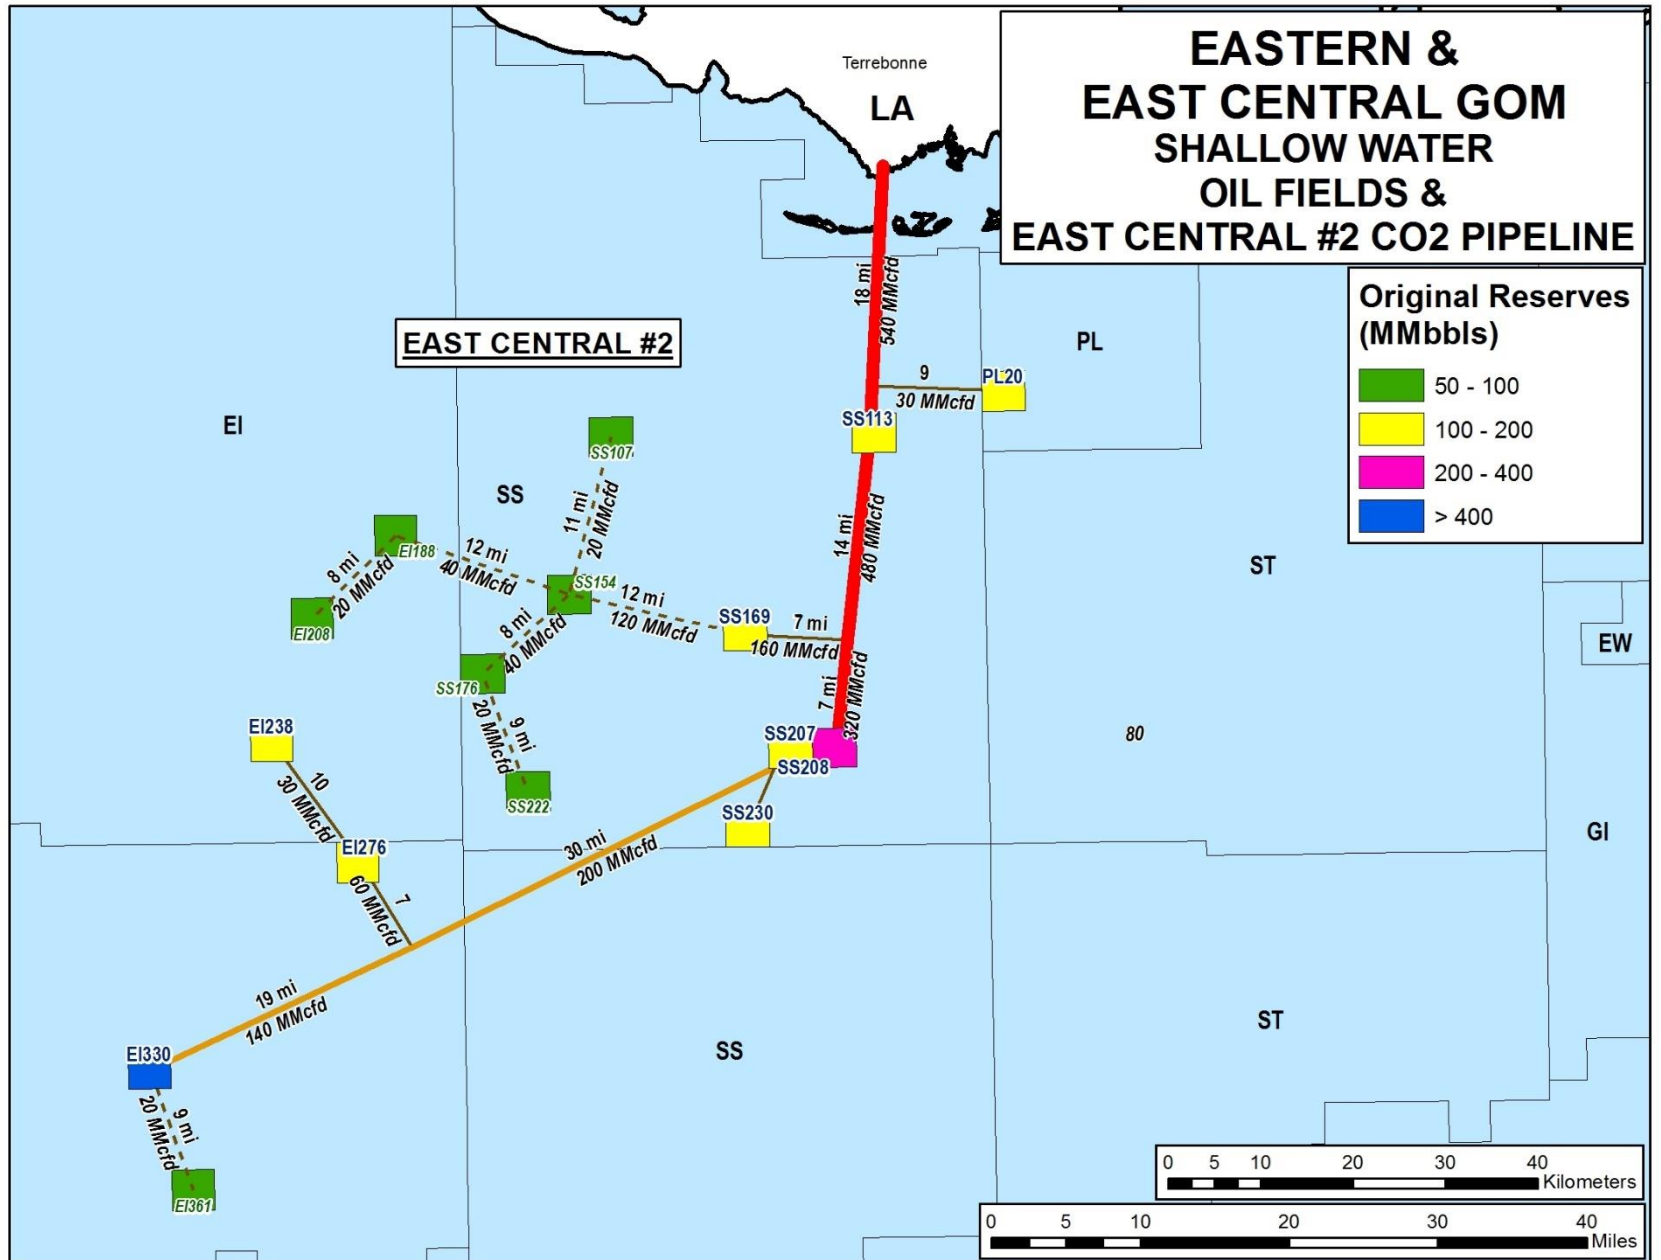 Terrebonne
LA
EASTERN &
EAST CENTRAL GOM
SHALLOW WATER
OIL FIELDS &
EAST CENTRAL #2 CO2 PIPELINE
Original Reserves
(MMbbls)
50 - 100
100 - 200
200 - 400
> 400
EAST CENTRAL #2
18 mi
540 MMcfd
PL
9
30 MMcfd
PL20
SS113
EI
SS107
SS
11 mi
20 MMcfd
14 mi
480 MMcfd
EI188
12 mi
40 MMcfd
8 mi
20 MMcfd
EI208
SS154
12 mi
120 MMcfd
SS169
7 mi
160 MMcfd
ST
8 mi
40 MMcfd
SS176
EW
7 mi
320 MMcfd
9 mi
20 MMcfd
SS222
EI238
SS207
SS208
80
10
30 MMcfd
SS230
GI
EI276
7
60 MMcfd
30 mi
200 MMcfd
19 mi
140 MMcfd
ST
SS
EI330
9 mi
20 MMcfd
EI361
0 5 10 20 30 40
Kilometers
0 5 10 20 30 40
Miles